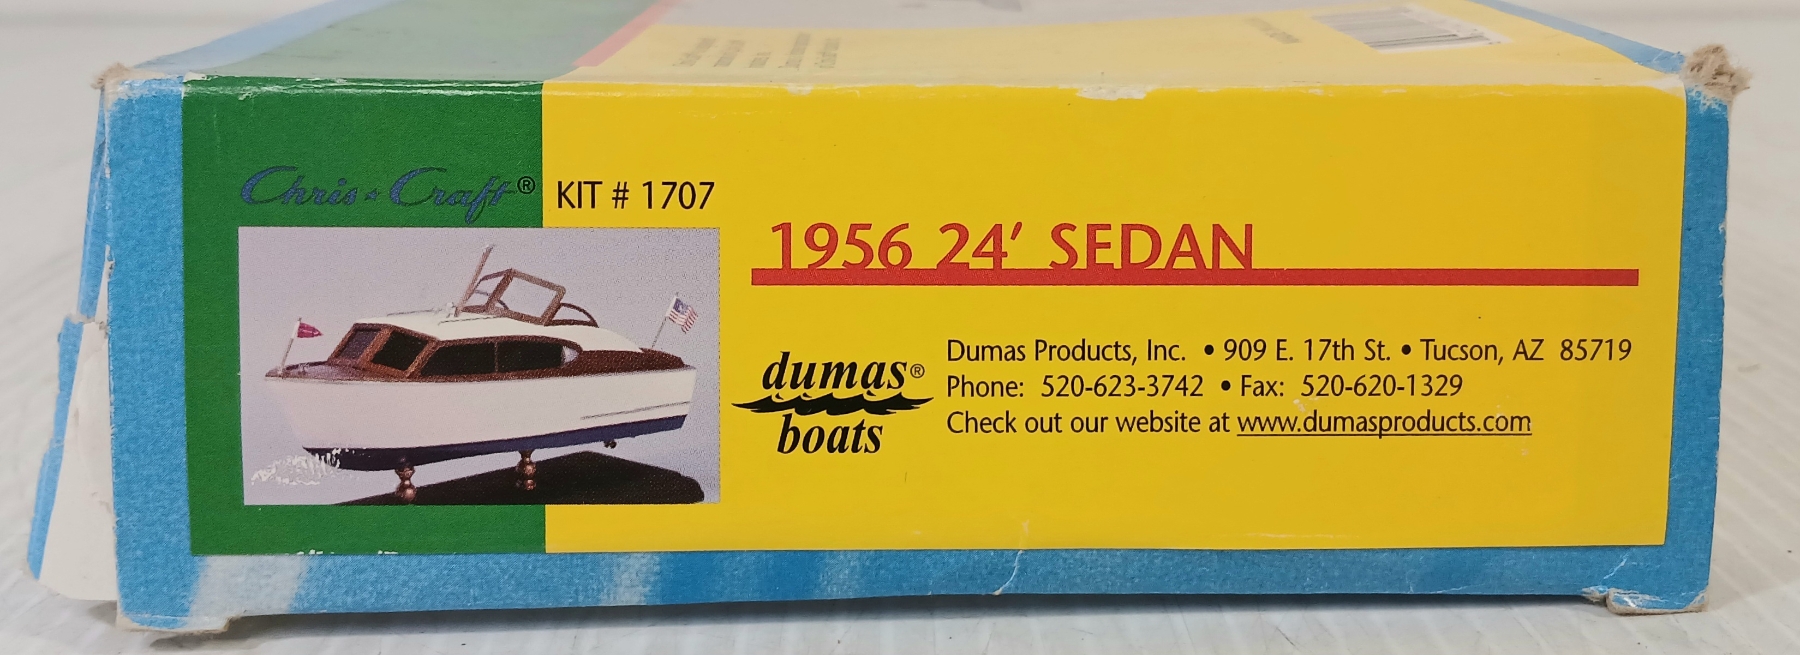 Chris-Craft®
KIT # 1707
1956 24' SEDAN
dumas®
boats
Dumas Products, Inc. • 909 E. 17th St. • Tucson, AZ 85719
Phone: 520-623-3742 • Fax: 520-620-1329
Check out our website at www.dumasproducts.com